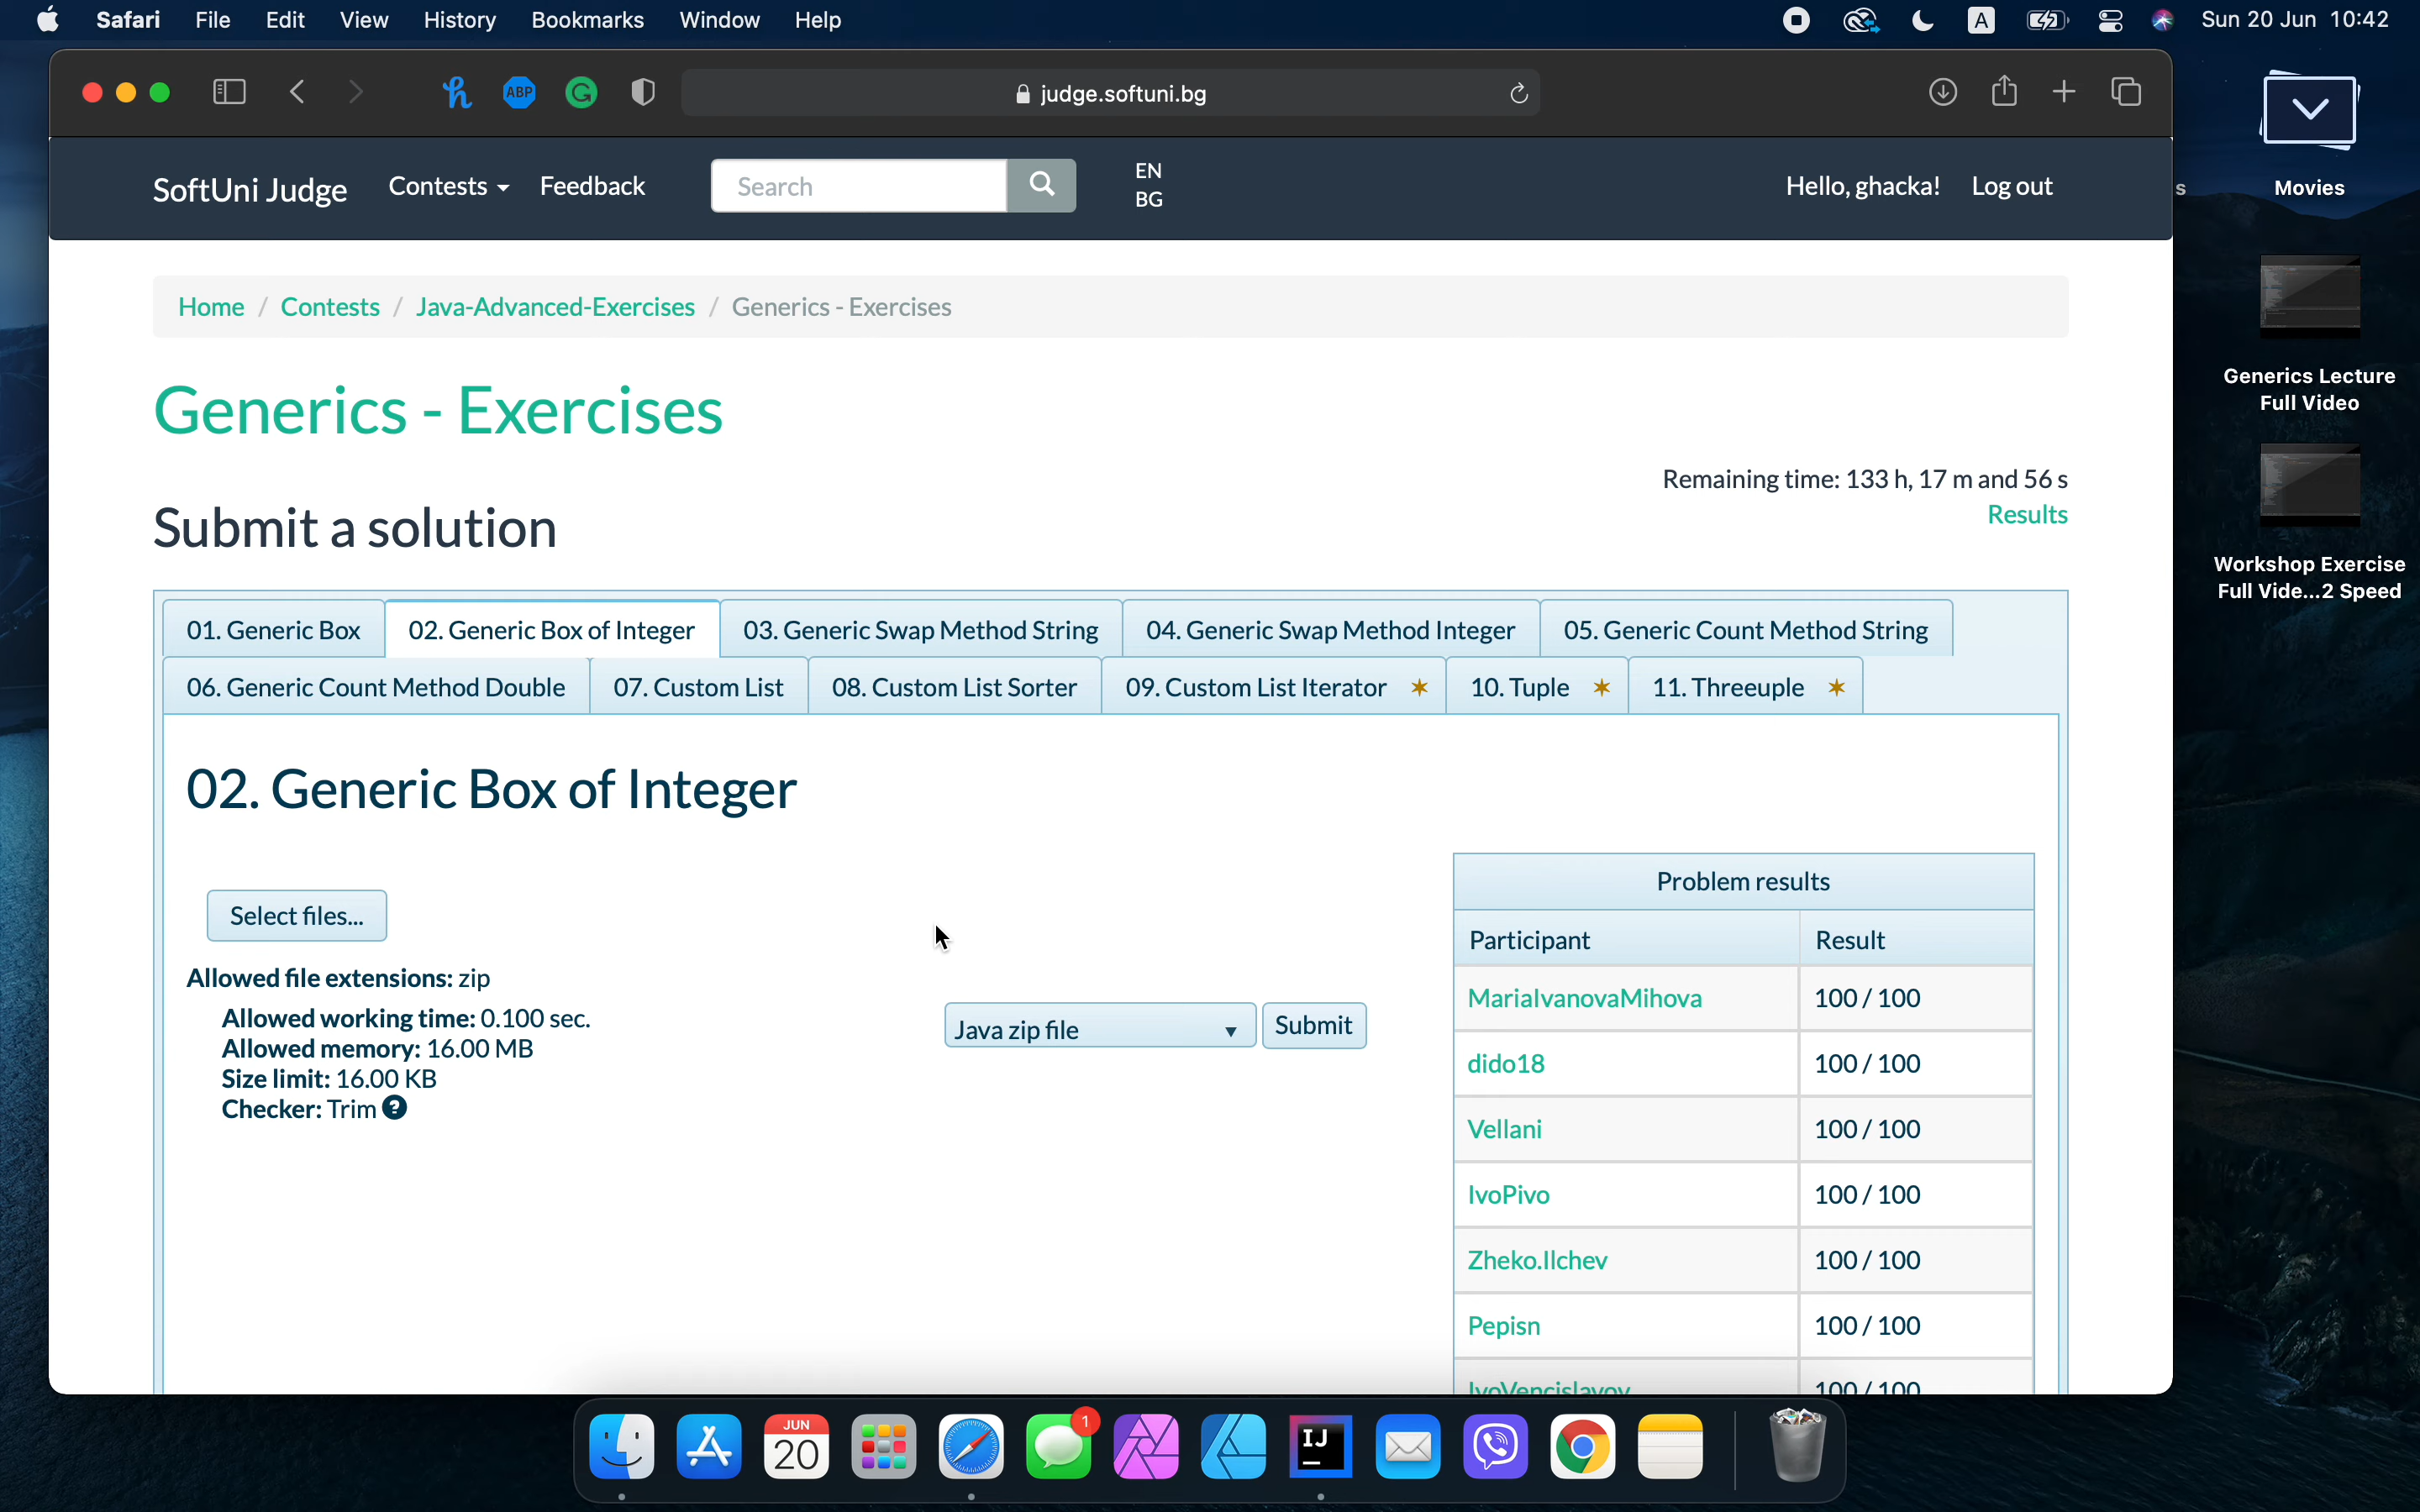 Safari File Edit View History Bookmarks Window Help A Sun 20 Jun 10:42
ABP judge.softuni.bg
SoftUni Judge Contests Feedback Search EN
BG
Hello, ghacka! Log out
s
Movies
Home / Contests / Java-Advanced-Exercises / Generics - Exercises
Generics Lecture
Full Video
Generics - Exercises
Remaining time: 133 h, 17 m and 56 s
Results
Submit a solution
Workshop Exercise
Full Vide...2 Speed
01. Generic Box 02. Generic Box of Integer 03. Generic Swap Method String 04. Generic Swap Method Integer 05. Generic Count Method String
06. Generic Count Method Double 07. Custom List 08. Custom List Sorter 09. Custom List Iterator 10. Tuple 11. Threeuple
02. Generic Box of Integer
Select files...
Allowed file extensions: zip
Allowed working time: 0.100 sec.
Allowed memory: 16.00 MB
Size limit: 16.00 KB
Checker: Trim ?
Java zip file Submit
Problem results
Participant Result
MariaIvanovaMihova 100 / 100
dido18 100 / 100
Vellani 100 / 100
IvoPivo 100 / 100
Zheko.Ilchev 100 / 100
Pepisn 100 / 100
IvoVencislavov 100 / 100
JUN
20
1
IJ